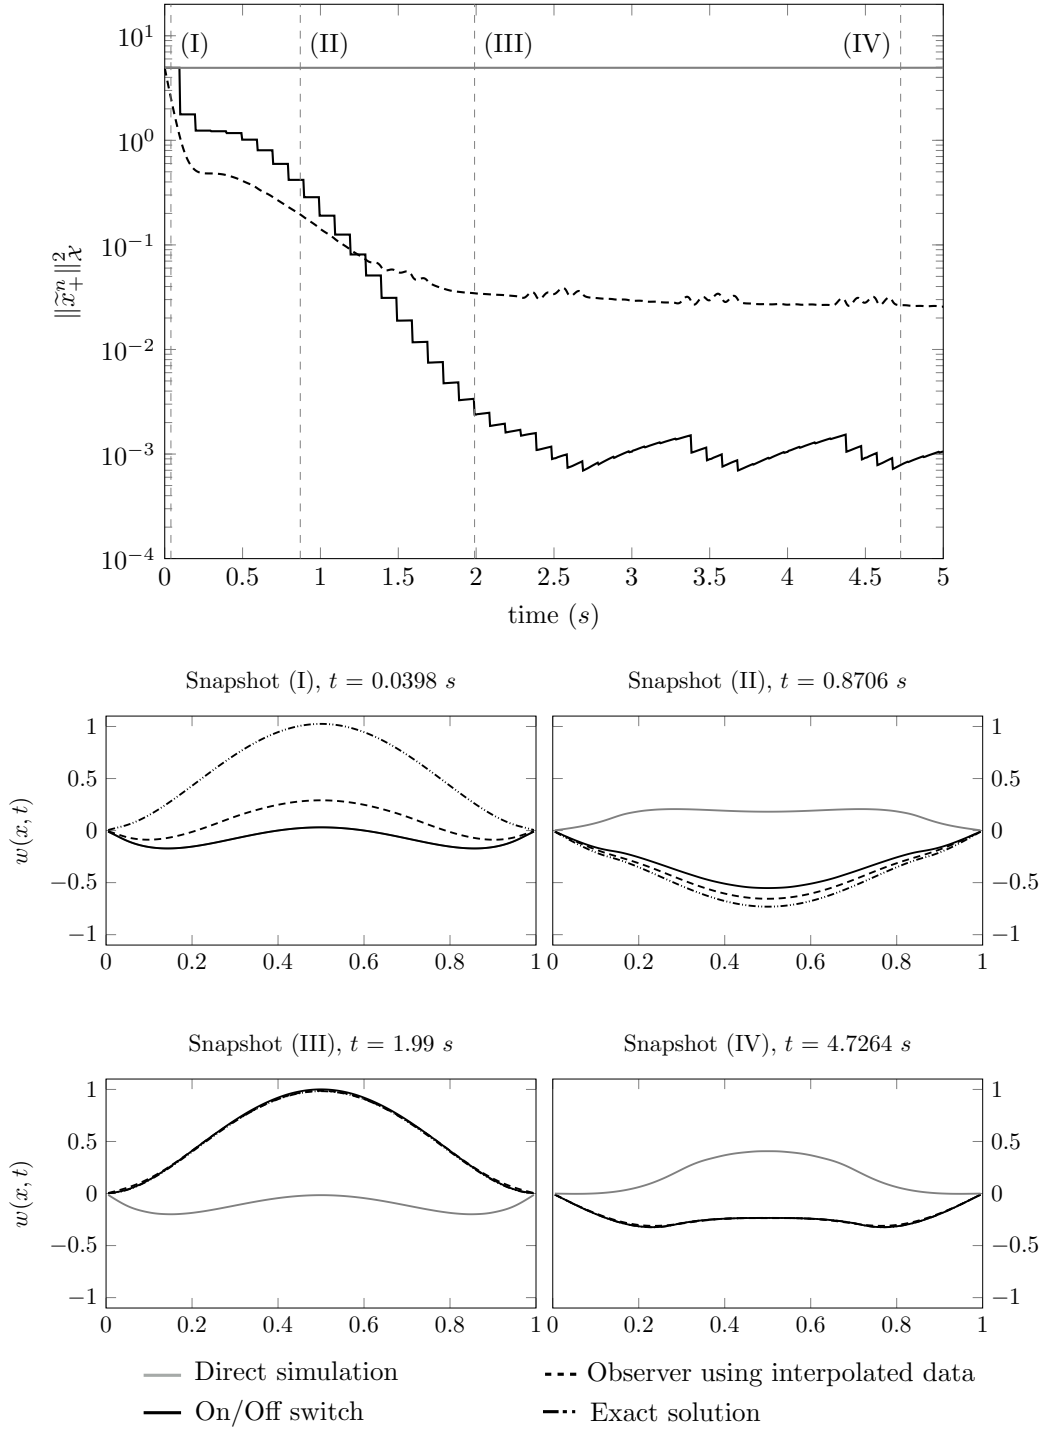 10^1
(I) (II) (III) (IV)
10^0
10^{-1}
10^{-2}
10^{-3}
10^{-4}
||\widetilde{x}_+^n||_{\mathcal{X}}^2
0 0.5 1 1.5 2 2.5 3 3.5 4 4.5 5
time (s)
Snapshot (I), t = 0.0398 s
Snapshot (II), t = 0.8706 s
w(x, t)
1
0.5
0
−0.5
−1
0 0.2 0.4 0.6 0.8 1
1
0.5
0
−0.5
−1
0 0.2 0.4 0.6 0.8 1
Snapshot (III), t = 1.99 s
Snapshot (IV), t = 4.7264 s
w(x, t)
1
0.5
0
−0.5
−1
0 0.2 0.4 0.6 0.8 1
1
0.5
0
−0.5
−1
0 0.2 0.4 0.6 0.8 1
Direct simulation
Observer using interpolated data
On/Off switch
Exact solution